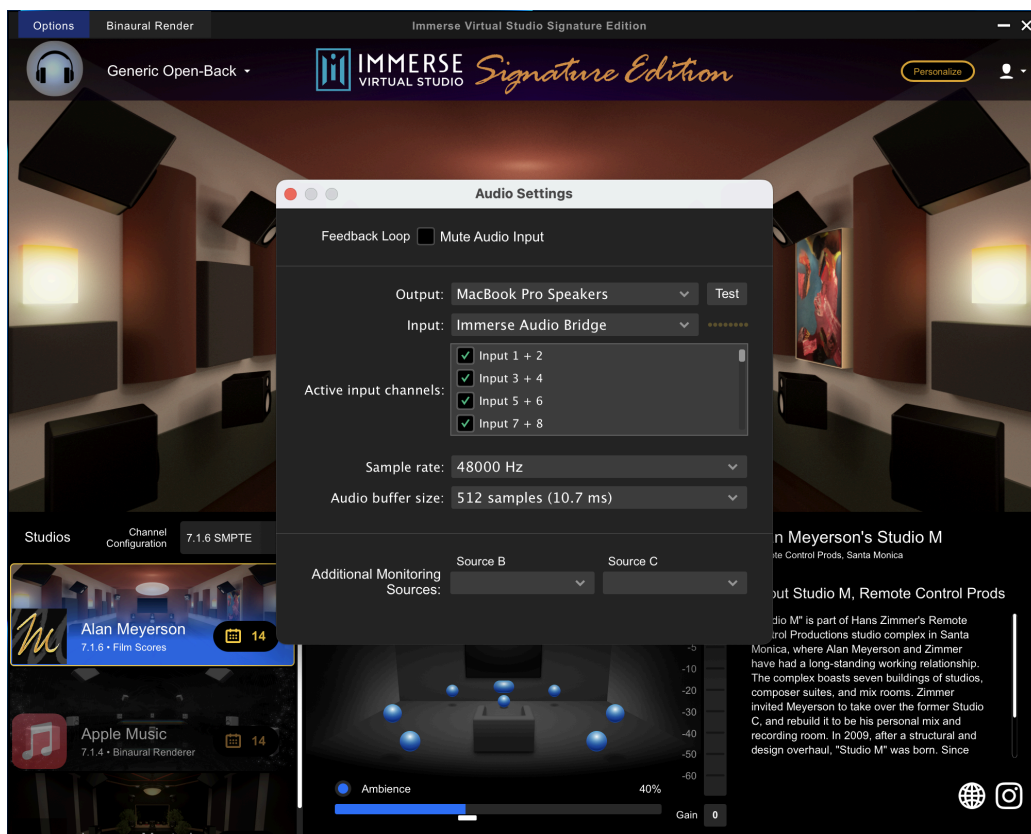 Options Binaural Render Immerse Virtual Studio Signature Edition
Generic Open-Back
IMMERSE
VIRTUAL STUDIO
Signature Edition
Personalize
Audio Settings
Feedback Loop Mute Audio Input
Output: MacBook Pro Speakers Test
Input: Immerse Audio Bridge
Active input channels:
Input 1 + 2
Input 3 + 4
Input 5 + 6
Input 7 + 8
Sample rate: 48000 Hz
Audio buffer size: 512 samples (10.7 ms)
Source B Source C
Additional Monitoring
Sources:
Studios
Channel
Configuration
7.1.6 SMPTE
Alan Meyerson
7.1.6 • Film Scores
14
Apple Music
7.1.4 • Binaural Renderer
14
-5
-10
-20
-30
-40
-50
-60
Ambience 40%
Gain 0
n Meyerson's Studio M
te Control Prods, Santa Monica
out Studio M, Remote Control Prods
dio M" is part of Hans Zimmer's Remote
trol Productions studio complex in Santa
Monica, where Alan Meyerson and Zimmer
have had a long-standing working relationship.
The complex boasts seven buildings of studios,
composer suites, and mix rooms. Zimmer
invited Meyerson to take over the former Studio
C, and rebuild it to be his personal mix and
recording room. In 2009, after a structural and
design overhaul, "Studio M" was born. Since